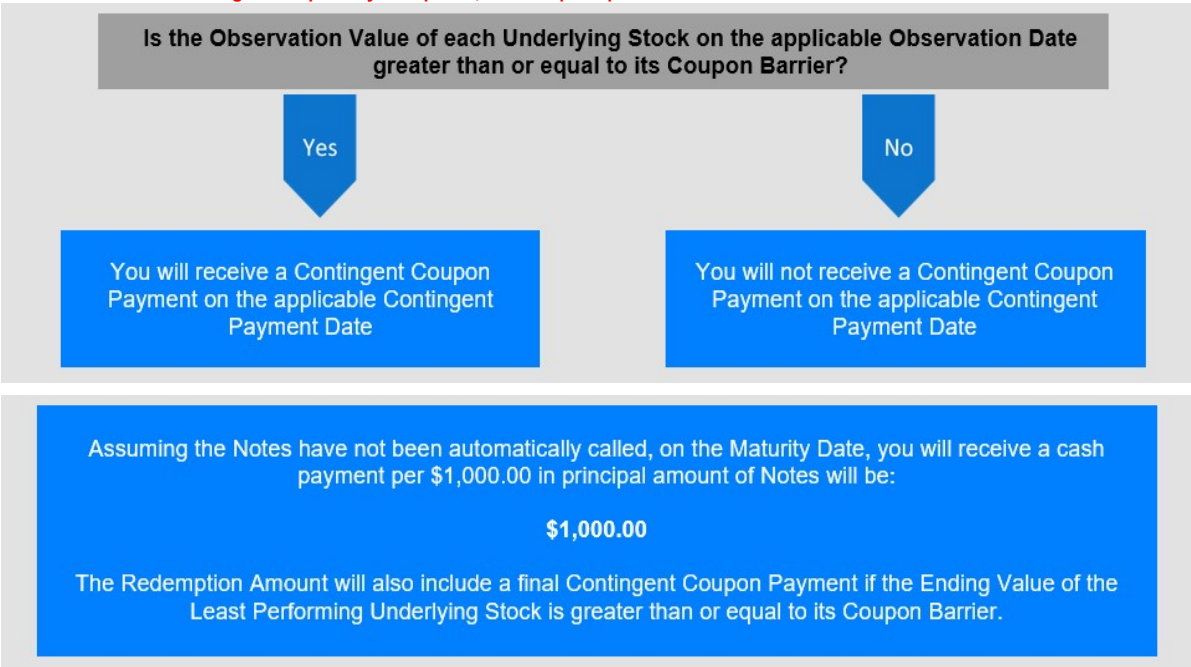 Is the Observation Value of each Underlying Stock on the applicable Observation Date
greater than or equal to its Coupon Barrier?
Yes
No
You will receive a Contingent Coupon
Payment on the applicable Contingent
Payment Date
You will not receive a Contingent Coupon
Payment on the applicable Contingent
Payment Date
Assuming the Notes have not been automatically called, on the Maturity Date, you will receive a cash
payment per $1,000.00 in principal amount of Notes will be:
$1,000.00
The Redemption Amount will also include a final Contingent Coupon Payment if the Ending Value of the
Least Performing Underlying Stock is greater than or equal to its Coupon Barrier.